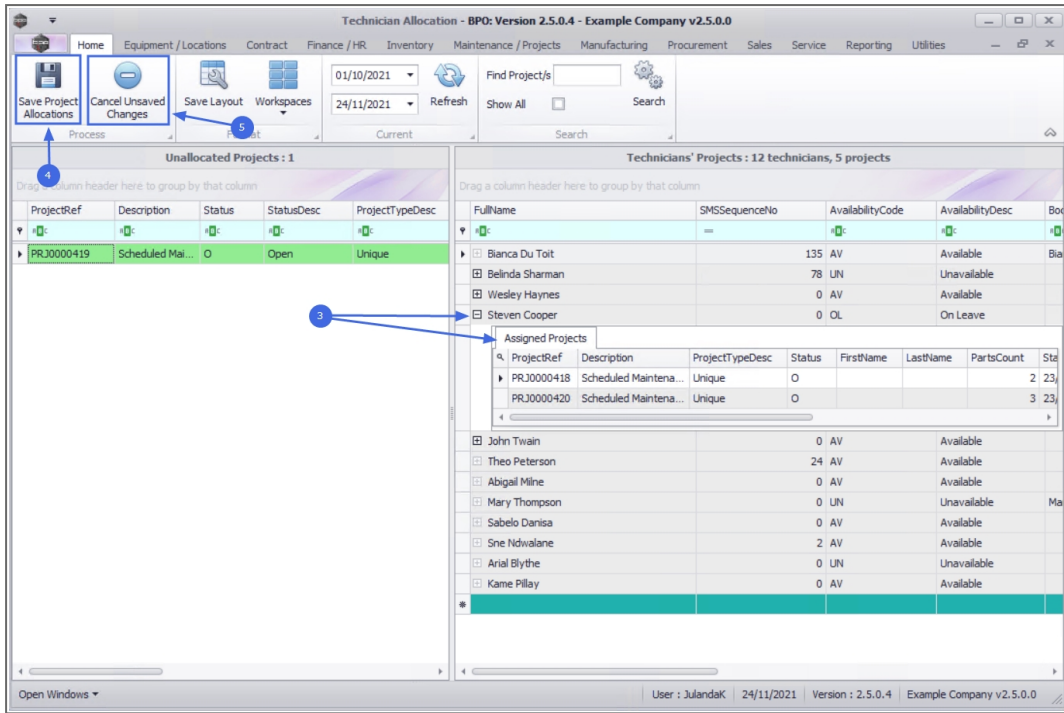 Technician Allocation - BPO: Version 2.5.0.4 - Example Company v2.5.0.0
Home Equipment / Locations Contract Finance / HR Inventory Maintenance / Projects Manufacturing Procurement Sales Service Reporting Utilities
Save Project Allocations
Cancel Unsaved Changes
Save Layout
Workspaces
01/10/2021
24/11/2021
Refresh
Find Project/s
Show All
Search
Process
Current
Search
5
4
Unallocated Projects : 1
Drag a column header here to group by that column
ProjectRef Description Status StatusDesc ProjectTypeDesc
PRJ0000419 Scheduled Mai... O Open Unique
Technicians' Projects : 12 technicians, 5 projects
Drag a column header here to group by that column
FullName SMSSequenceNo AvailabilityCode AvailabilityDesc Boo
=
Bianca Du Toit 135 AV Available Bia
Belinda Sharman 78 UN Unavailable
Wesley Haynes 0 AV Available
3
Steven Cooper 0 OL On Leave
Assigned Projects
ProjectRef Description ProjectTypeDesc Status FirstName LastName PartsCount Sta
PRJ0000418 Scheduled Maintena... Unique O 2 23/
PRJ0000420 Scheduled Maintena... Unique O 3 23/
John Twain 0 AV Available
Theo Peterson 24 AV Available
Abigail Milne 0 AV Available
Mary Thompson 0 UN Unavailable Ma
Sabelo Danisa 0 AV Available
Sne Ndwalane 2 AV Available
Arial Blythe 0 UN Unavailable
Kame Pillay 0 AV Available
Open Windows
User : JulandaK 24/11/2021 Version : 2.5.0.4 Example Company v2.5.0.0